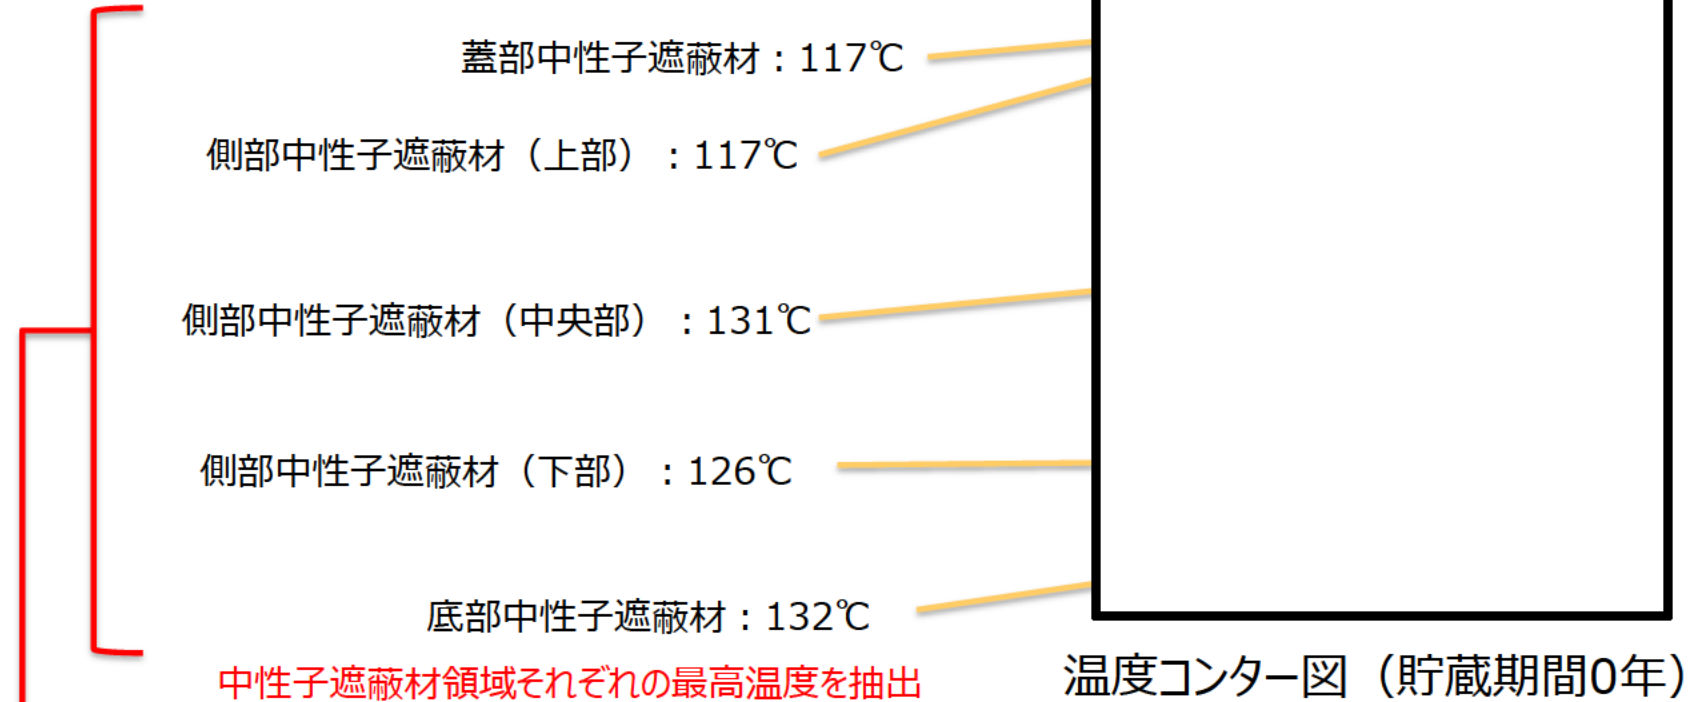 蓋部中性子遮蔽材：117℃
側部中性子遮蔽材（上部）：117℃
側部中性子遮蔽材（中央部）：131℃
側部中性子遮蔽材（下部）：126℃
底部中性子遮蔽材：132℃
中性子遮蔽材領域それぞれの最高温度を抽出
温度コンター図（貯蔵期間0年）